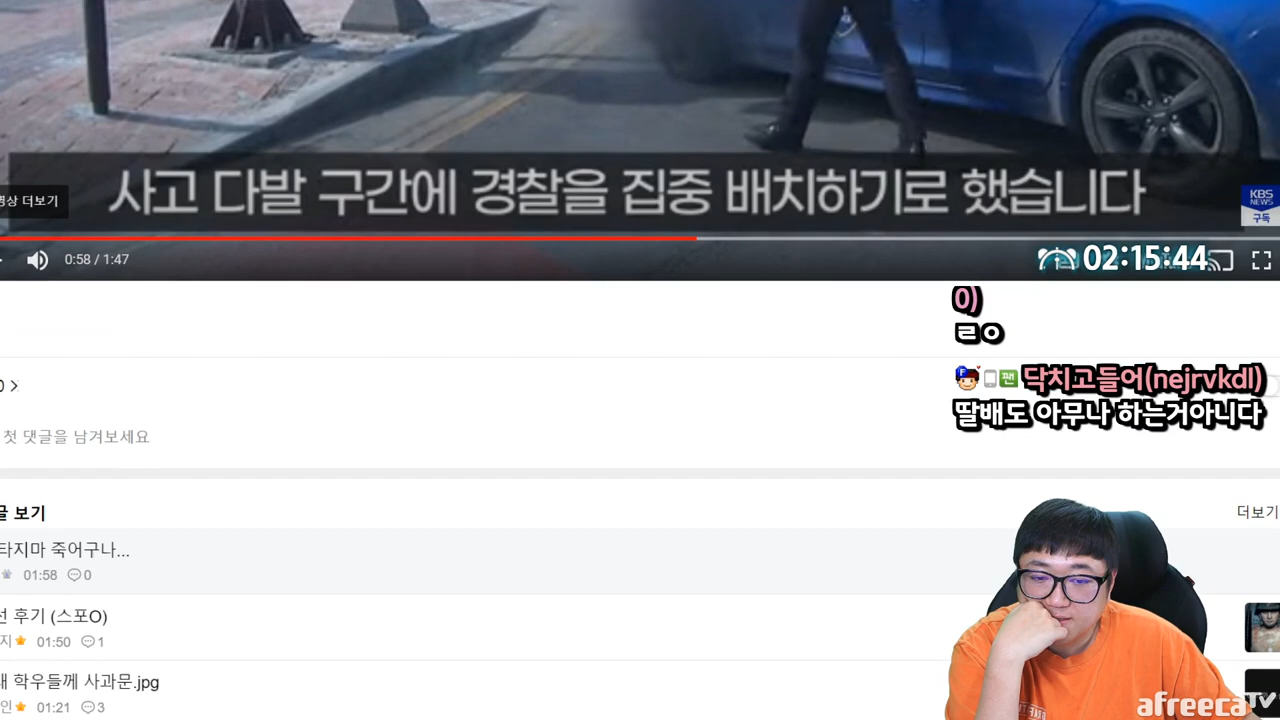 사고 다발 구간에 경찰을 집중 배치하기로 했습니다
영상 더보기
KBS
NEWS
구독
0:58 / 1:47
02:15:44
0)
ㄹㅇ
0 >
팬 닥치고들어(nejrvkdl)
딸배도 아무나 하는거아니다
첫 댓글을 남겨보세요
글 보기
더보기
타지마 죽어구나...
01:58 0
후기 (스포O)
지 01:50 1
학우들께 사과문.jpg
인 01:21 3
afreecaTV